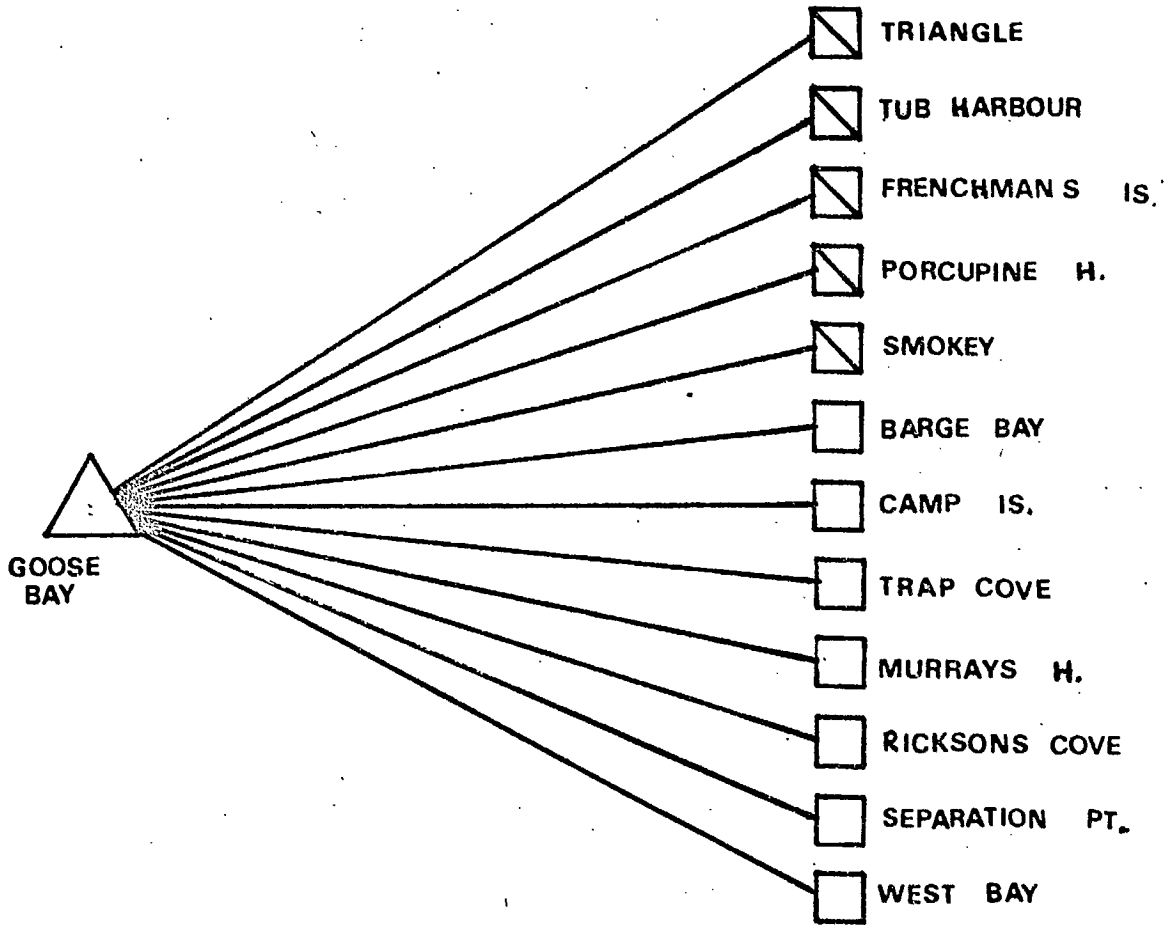 TRIANGLE
TUB HARBOUR
FRENCHMANS IS.
PORCUPINE H.
SMOKEY
BARGE BAY
CAMP IS.
GOOSE
BAY
TRAP COVE
MURRAYS H.
RICKSONS COVE
SEPARATION PT.
WEST BAY